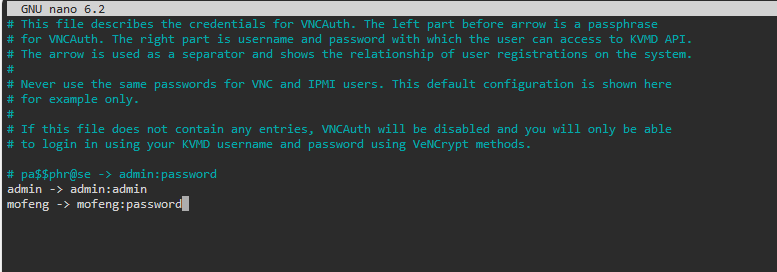 GNU nano 6.2
# This file describes the credentials for VNCAuth. The left part before arrow is a passphrase
# for VNCAuth. The right part is username and password with which the user can access to KVMD API.
# The arrow is used as a separator and shows the relationship of user registrations on the system.
#
# Never use the same passwords for VNC and IPMI users. This default configuration is shown here
# for example only.
#
# If this file does not contain any entries, VNCAuth will be disabled and you will only be able
# to login in using your KVMD username and password using VeNCrypt methods.
# pa$$phr@se -> admin:password
admin -> admin:admin
mofeng -> mofeng:password